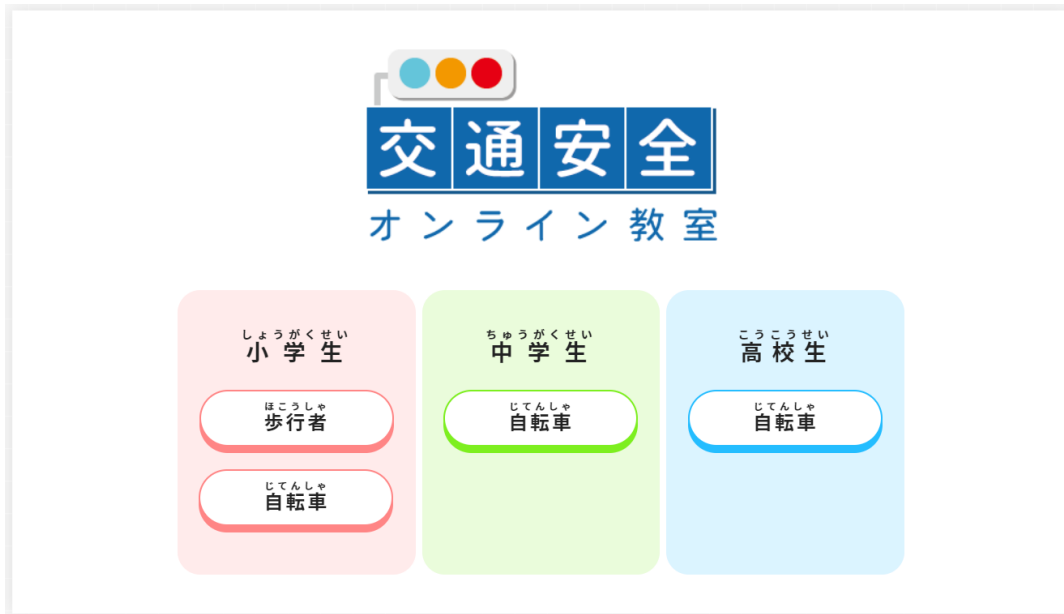 交通安全
オンライン教室
しょうがくせい
小学生
ほこうしゃ
歩行者
じてんしゃ
自転車
ちゅうがくせい
中学生
じてんしゃ
自転車
こうこうせい
高校生
じてんしゃ
自転車